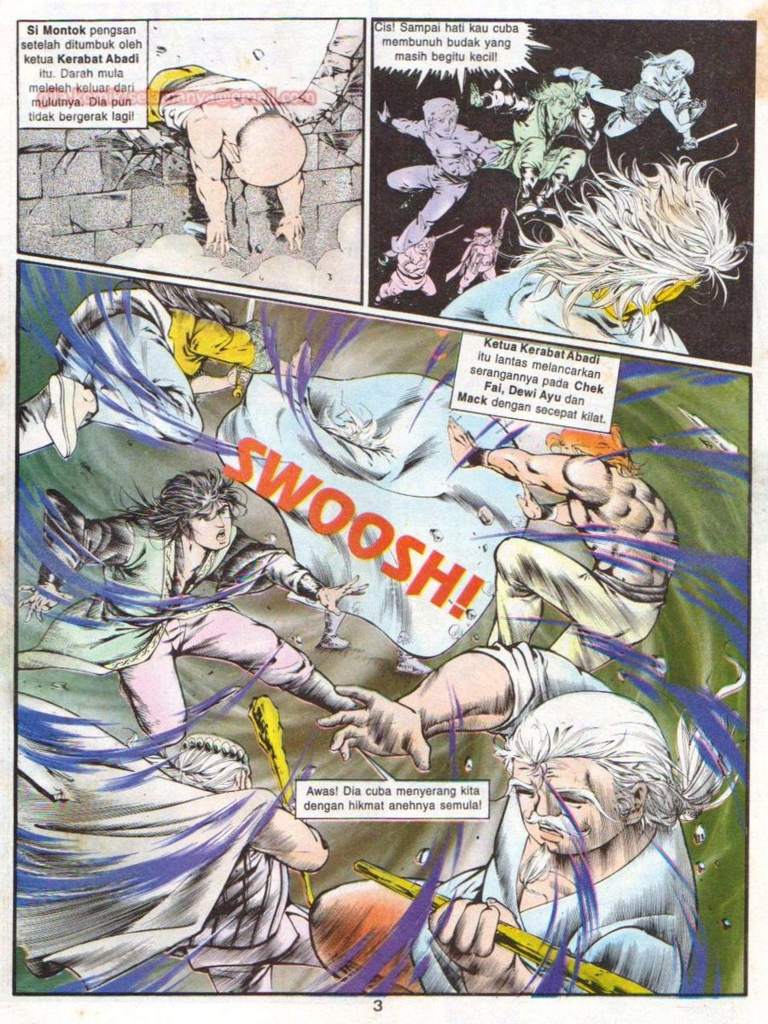 Si Montok pengsan
setelah ditumbuk oleh
ketua Kerabat Abadi
itu. Darah mula
meleleh keluar dari
mulutnya. Dia pun
tidak bergerak lagi!
Cis! Sampai hati kau cuba
membunuh budak yang
masih begitu kecil!
Ketua Kerabat Abadi
itu lantas melancarkan
serangannya pada Chek
Fai, Dewi Ayu dan
Mack dengan secepat kilat.
SWOOSH!
Awas! Dia cuba menyerang kita
dengan hikmat anehnya semula!
3